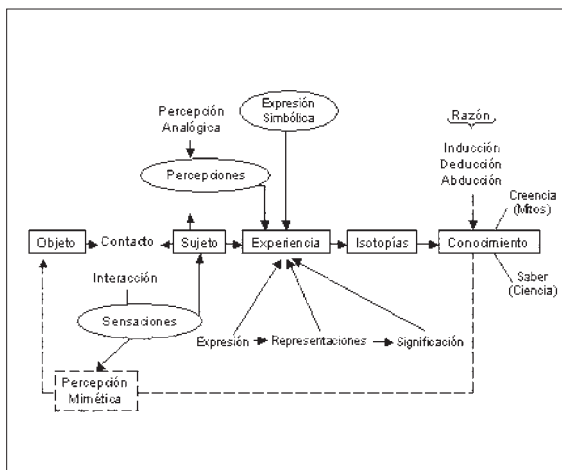 Expresión
Simbólica
Percepción
Analógica
Razón
Inducción
Deducción
Abducción
Percepciones
Creencia
(Mitos)
Objeto
Contacto
Sujeto
Experiencia
Isotopías
Conocimiento
Interacción
Saber
(Ciencia)
Sensaciones
Expresión
Representaciones
Significación
Percepción
Mimética